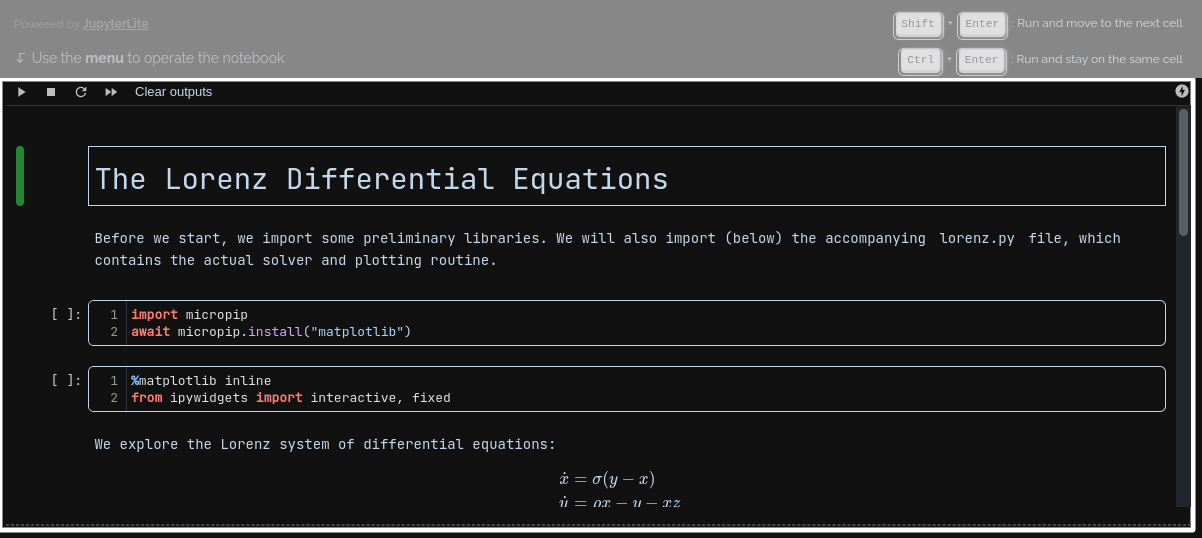 Powered by JupyterLite
Shift + Enter : Run and move to the next cell
Use the menu to operate the notebook
Ctrl + Enter : Run and stay on the same cell
Clear outputs
The Lorenz Differential Equations
Before we start, we import some preliminary libraries. We will also import (below) the accompanying lorenz.py file, which
contains the actual solver and plotting routine.
[ ]:
1 import micropip
2 await micropip.install("matplotlib")
[ ]:
1 %matplotlib inline
2 from ipywidgets import interactive, fixed
We explore the Lorenz system of differential equations:
ẋ = σ(y − x)
ẏ = ρx − y − xz